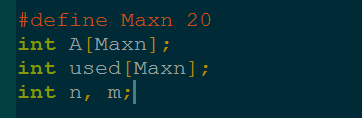 #define Maxn 20
int A[Maxn];
int used[Maxn];
int n, m;